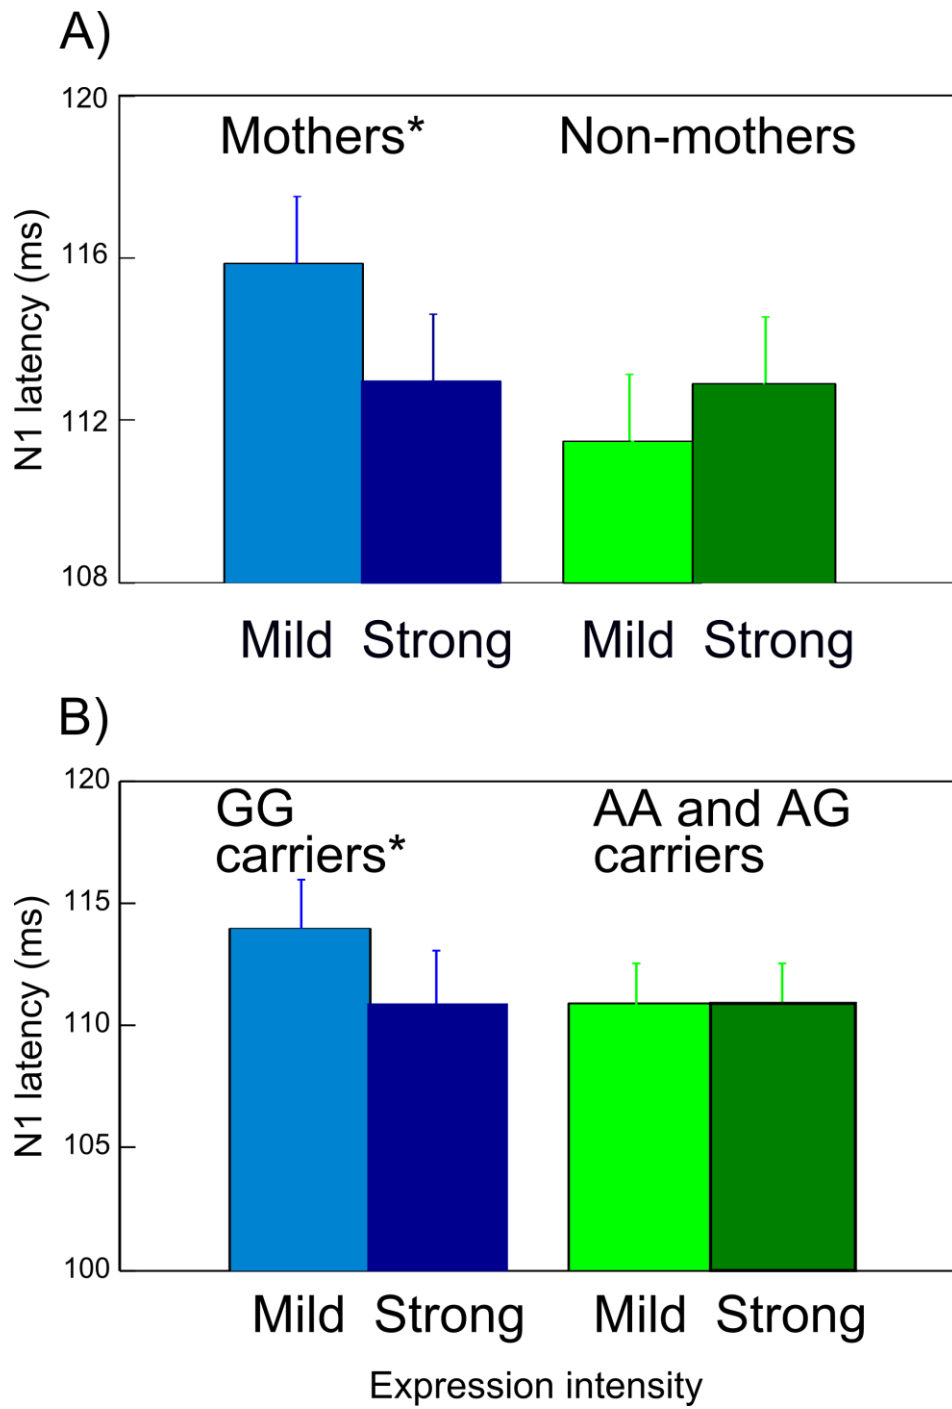 A)
120
Mothers* Non-mothers
116
N1 latency (ms)
112
108
Mild Strong Mild Strong
B)
120
GG
carriers*
AA and AG
carriers
115
N1 latency (ms)
110
105
100
Mild Strong Mild Strong
Expression intensity